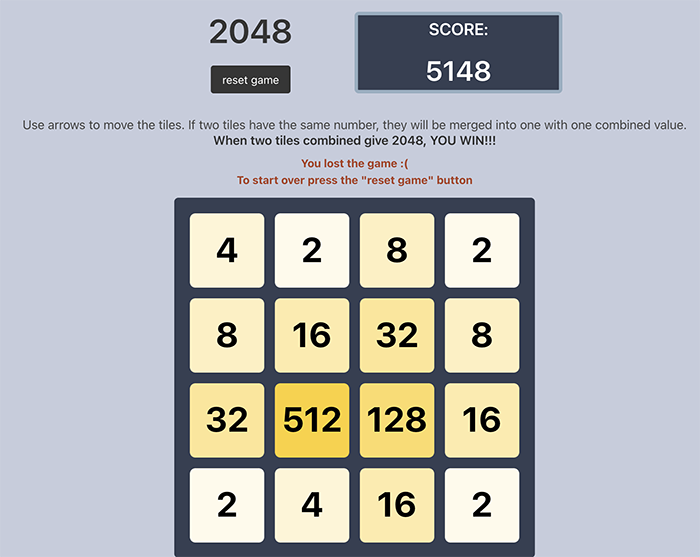 2048
SCORE:
reset game
5148
Use arrows to move the tiles. If two tiles have the same number, they will be merged into one with one combined value.
When two tiles combined give 2048, YOU WIN!!!
You lost the game :(
To start over press the "reset game" button
4 2 8 2
8 16 32 8
32 512 128 16
2 4 16 2